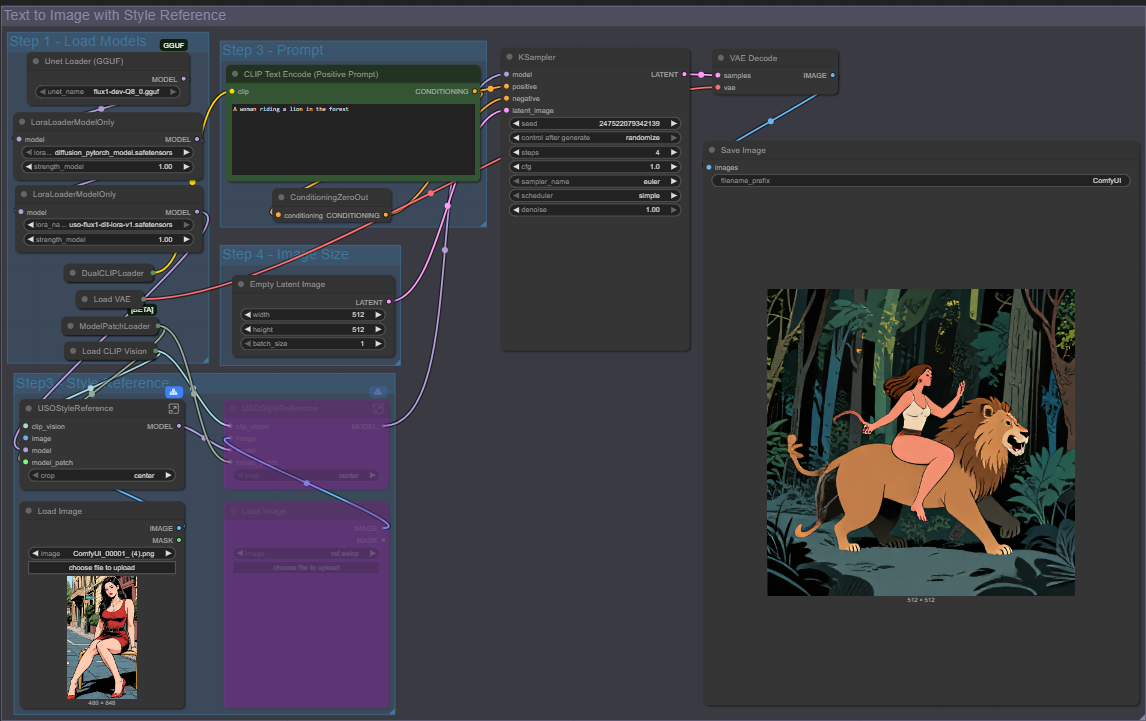 Text to Image with Style Reference
Step 1 - Load Models
GGUF
Unet Loader (GGUF)
MODEL
unet_name flux1-dev-Q8_0.gguf
LoraLoaderModelOnly
model MODEL
lora... diffusion_pytorch_model.safetensors
strength_model 1.00
LoraLoaderModelOnly
model MODEL
lora_na... uso-flux1-dit-lora-v1.safetensors
strength_model 1.00
DualCLIPLoader
Load VAE
[BETA]
ModelPatchLoader
Load CLIP Vision
Step 3 - Prompt
CLIP Text Encode (Positive Prompt)
clip CONDITIONING
A woman riding a lion in the forest
ConditioningZeroOut
conditioning CONDITIONING
Step 4 - Image Size
Empty Latent Image
LATENT
width 512
height 512
batch_size 1
KSampler
model LATENT
positive
negative
latent_image
seed 247522079342139
control after generate randomize
steps 4
cfg 1.0
sampler_name euler
scheduler simple
denoise 1.00
VAE Decode
samples IMAGE
vae
Save Image
images
filename_prefix ComfyUI
512 × 512
Step3 - Style Reference
USOStyleReference
clip_vision MODEL
image
model
model_patch
crop center
Load Image
IMAGE
MASK
image ComfyUI_00001_ (4).png
choose file to upload
480 × 848
USOStyleReference
clip_vision MODEL
image
crop center
Load Image
IMAGE
MASK
image ref.webp
choose file to upload